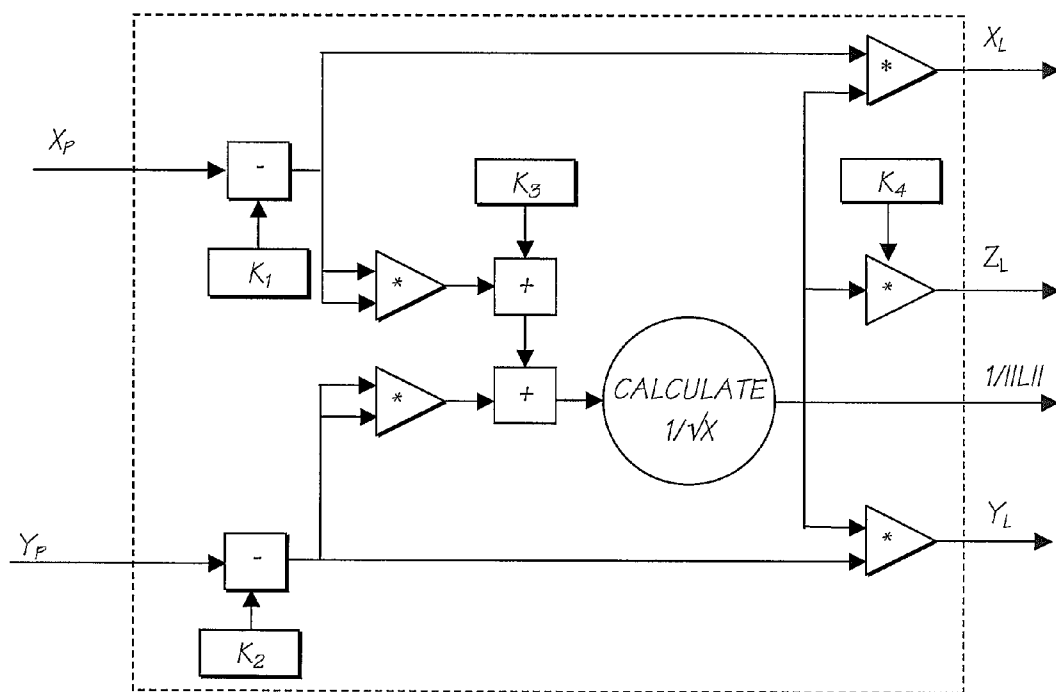 X_L
*
X_P
-
K_3
K_4
K_1
*
+
*
Z_L
*
+
CALCULATE
1/√X
1/||L||
Y_P
-
*
Y_L
K_2